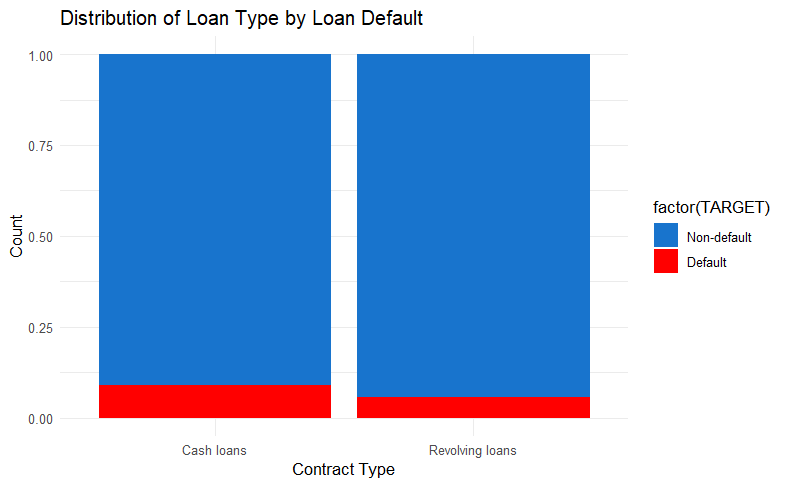 Distribution of Loan Type by Loan Default
1.00
0.75
0.50
0.25
0.00
Count
Cash loans
Revolving loans
Contract Type
factor(TARGET)
Non-default
Default